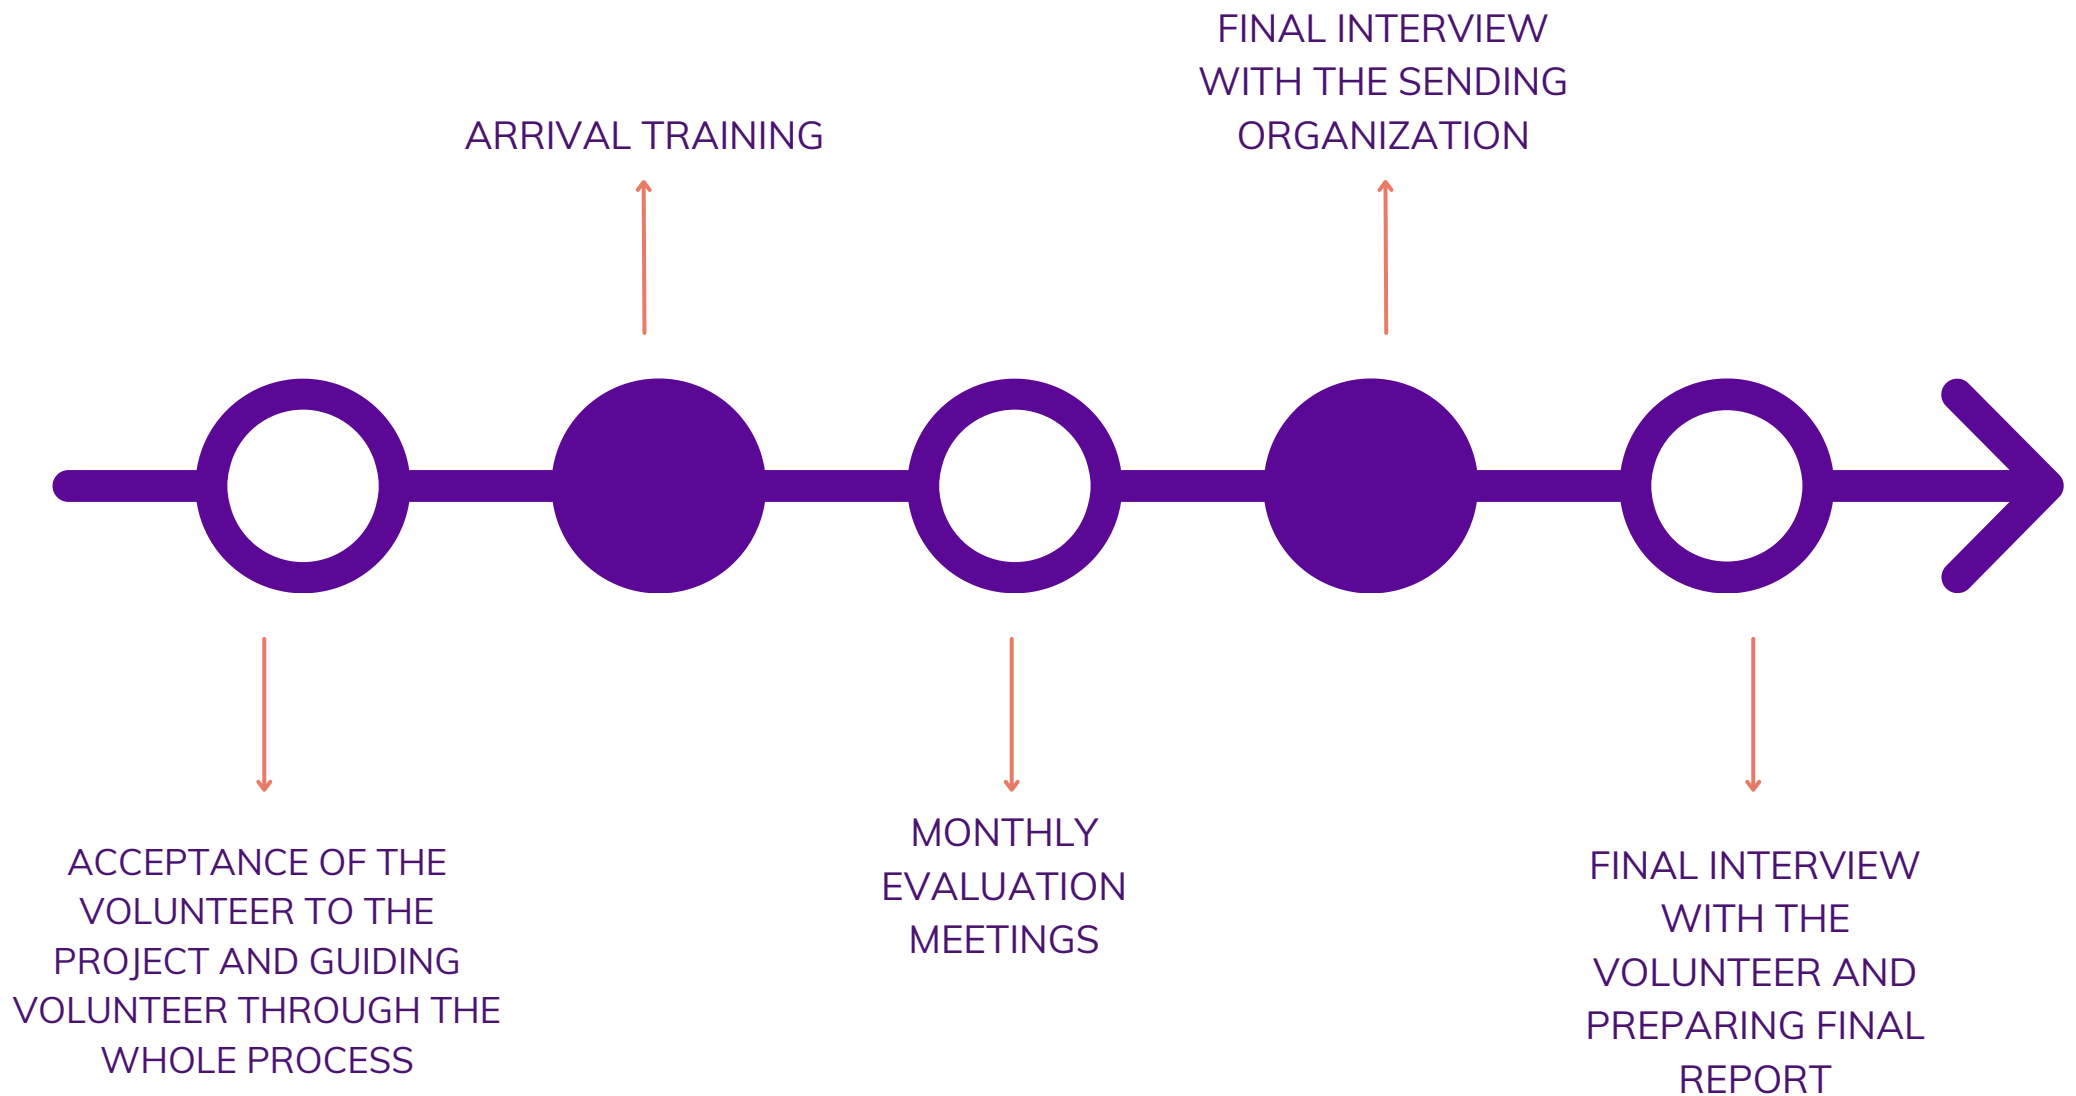 FINAL INTERVIEW
WITH THE SENDING
ORGANIZATION
ARRIVAL TRAINING
ACCEPTANCE OF THE
VOLUNTEER TO THE
PROJECT AND GUIDING
VOLUNTEER THROUGH THE
WHOLE PROCESS
MONTHLY
EVALUATION
MEETINGS
FINAL INTERVIEW
WITH THE
VOLUNTEER AND
PREPARING FINAL
REPORT